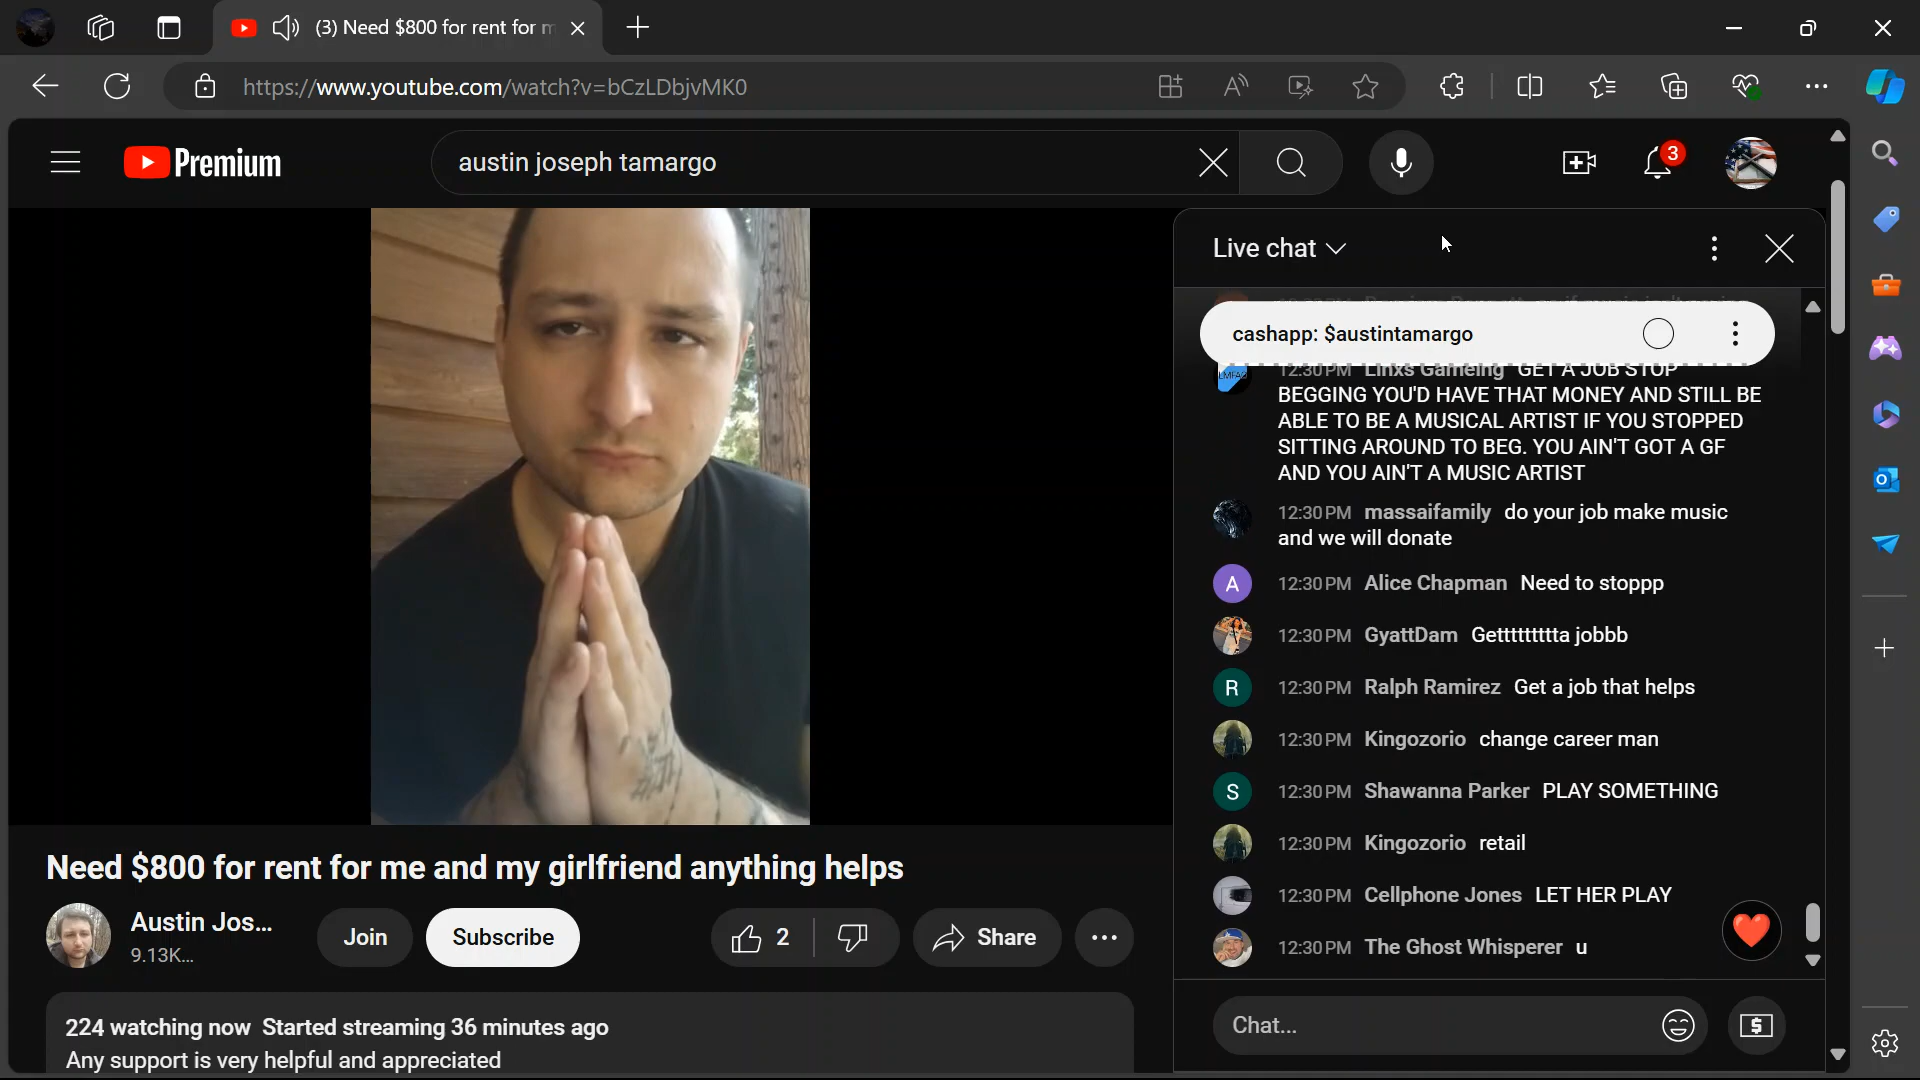 (3) Need $800 for rent for m
https://www.youtube.com/watch?v=bCzLDbjvMK0
Premium
austin joseph tamargo
3
Live chat
cashapp: $austintamargo
LMFAO
12:30 PM Linxs Gameing GET A JOB STOP
BEGGING YOU'D HAVE THAT MONEY AND STILL BE
ABLE TO BE A MUSICAL ARTIST IF YOU STOPPED
SITTING AROUND TO BEG. YOU AIN'T GOT A GF
AND YOU AIN'T A MUSIC ARTIST
12:30 PM massaifamily do your job make music
and we will donate
A
12:30 PM Alice Chapman Need to stoppp
12:30 PM GyattDam Gettttttttta jobbb
R
12:30 PM Ralph Ramirez Get a job that helps
12:30 PM Kingozorio change career man
S
12:30 PM Shawanna Parker PLAY SOMETHING
12:30 PM Kingozorio retail
12:30 PM Cellphone Jones LET HER PLAY
12:30 PM The Ghost Whisperer u
Chat...
Need $800 for rent for me and my girlfriend anything helps
Austin Jos...
9.13K...
Join
Subscribe
2
Share
224 watching now Started streaming 36 minutes ago
Any support is very helpful and appreciated